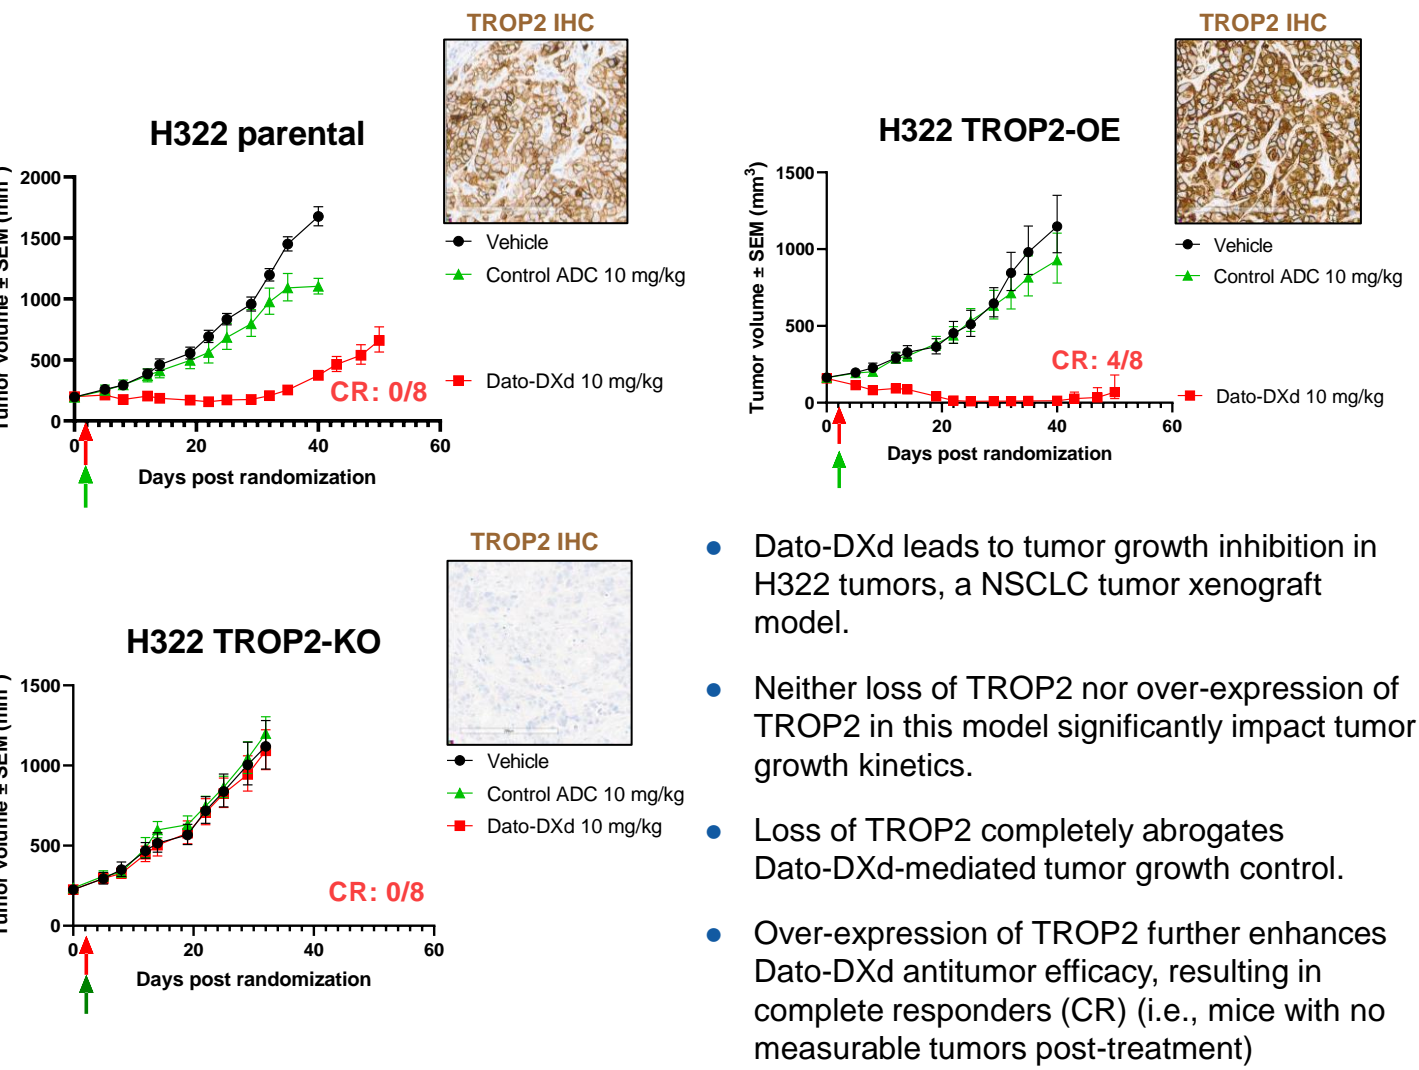 TROP2 IHC
H322 parental
Tumor volume ± SEM (mm³)
2000
1500
1000
500
0
0
20
40
60
Days post randomization
Vehicle
Control ADC 10 mg/kg
Dato-DXd 10 mg/kg
CR: 0/8
TROP2 IHC
H322 TROP2-OE
Tumor volume ± SEM (mm³)
1500
1000
500
0
0
20
40
60
Days post randomization
Vehicle
Control ADC 10 mg/kg
Dato-DXd 10 mg/kg
CR: 4/8
TROP2 IHC
H322 TROP2-KO
Tumor volume ± SEM (mm³)
1500
1000
500
0
0
20
40
60
Days post randomization
Vehicle
Control ADC 10 mg/kg
Dato-DXd 10 mg/kg
CR: 0/8
● Dato-DXd leads to tumor growth inhibition in
H322 tumors, a NSCLC tumor xenograft
model.
● Neither loss of TROP2 nor over-expression of
TROP2 in this model significantly impact tumor
growth kinetics.
● Loss of TROP2 completely abrogates
Dato-DXd-mediated tumor growth control.
● Over-expression of TROP2 further enhances
Dato-DXd antitumor efficacy, resulting in
complete responders (CR) (i.e., mice with no
measurable tumors post-treatment)